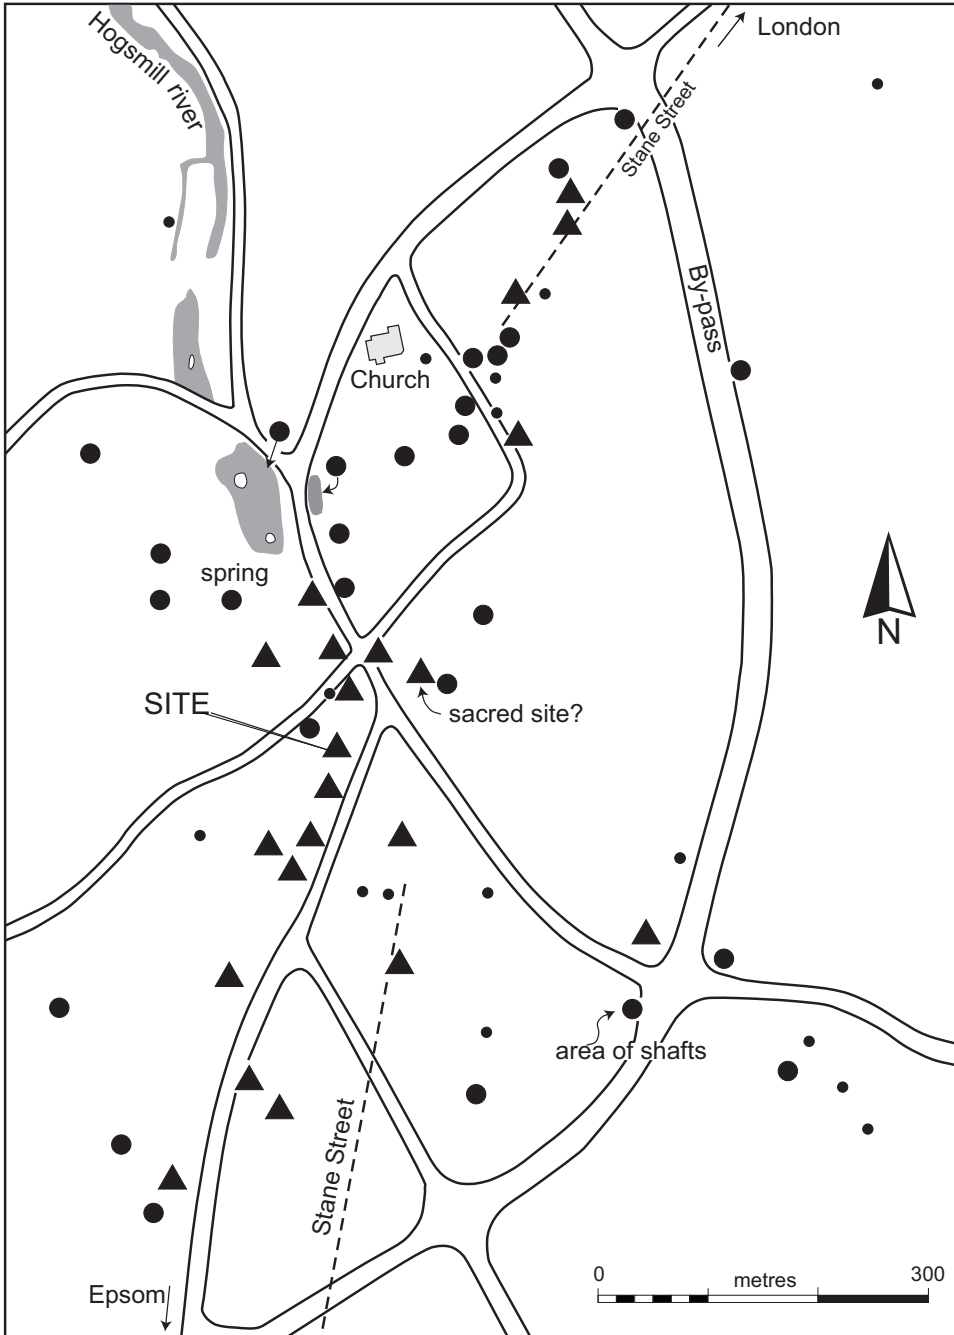 London
Hogsmill river
Stane Street
By-pass
Church
spring
N
SITE
sacred site?
area of shafts
Stane Street
Epsom
0 metres 300